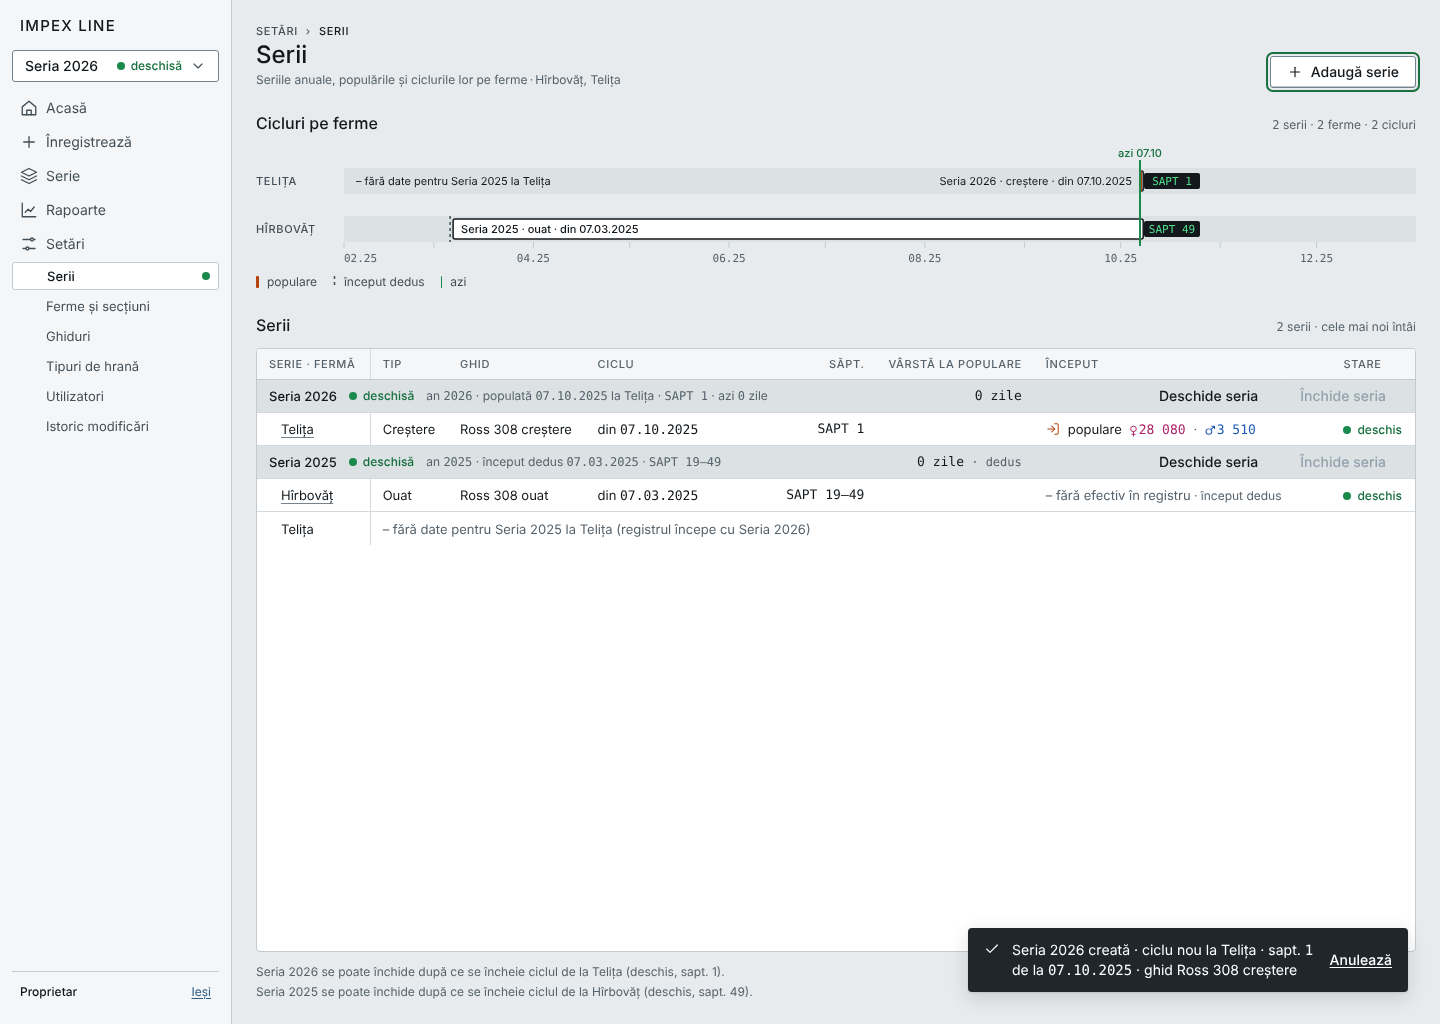 IMPEX LINE
Seria 2026 deschisă
Acasă
Înregistrează
Serie
Rapoarte
Setări
Serii
Ferme și secțiuni
Ghiduri
Tipuri de hrană
Utilizatori
Istoric modificări
Proprietar Ieși
SETĂRI › SERII
Serii
Seriile anuale, populările și ciclurile lor pe ferme · Hîrbovăț, Telița
Adaugă serie
Cicluri pe ferme
2 serii · 2 ferme · 2 cicluri
azi 07.10
TELIȚA – fără date pentru Seria 2025 la Telița Seria 2026 · creștere · din 07.10.2025 SAPT 1
HÎRBOVĂȚ Seria 2025 · ouat · din 07.03.2025 SAPT 49
02.25 04.25 06.25 08.25 10.25 12.25
populare început dedus azi
Serii
2 serii · cele mai noi întâi
SERIE · FERMĂ TIP GHID CICLU SĂPT. VÂRSTĂ LA POPULARE ÎNCEPUT STARE
Seria 2026 deschisă an 2026 · populată 07.10.2025 la Telița · SAPT 1 · azi 0 zile 0 zile Deschide seria Închide seria
Telița Creștere Ross 308 creștere din 07.10.2025 SAPT 1 populare ♀28 080 · ♂3 510 deschis
Seria 2025 deschisă an 2025 · început dedus 07.03.2025 · SAPT 19–49 0 zile · dedus Deschide seria Închide seria
Hîrbovăț Ouat Ross 308 ouat din 07.03.2025 SAPT 19–49 – fără efectiv în registru · început dedus deschis
Telița – fără date pentru Seria 2025 la Telița (registrul începe cu Seria 2026)
Seria 2026 se poate închide după ce se încheie ciclul de la Telița (deschis, sapt. 1).
Seria 2025 se poate închide după ce se încheie ciclul de la Hîrbovăț (deschis, sapt. 49).
Seria 2026 creată · ciclu nou la Telița · sapt. 1
de la 07.10.2025 · ghid Ross 308 creștere
Anulează